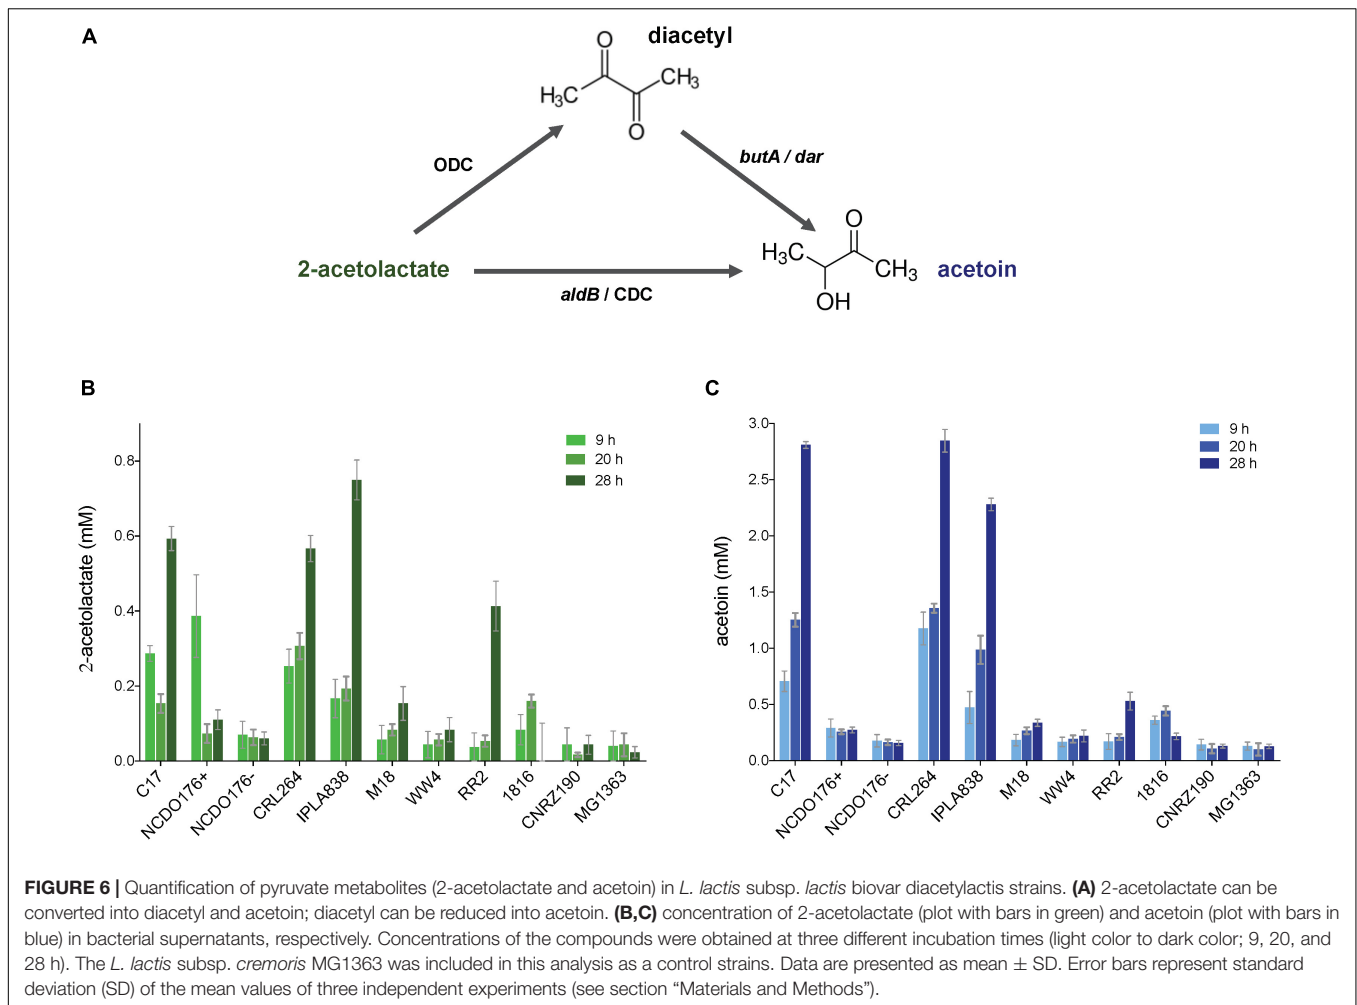 A
diacetyl
O
H₃C
CH₃
O
ODC
butA / dar
2-acetolactate
aldB / CDC
O
H₃C
CH₃
OH
acetoin
B
2-acetolactate (mM)
0.8
0.6
0.4
0.2
0.0
9 h
20 h
28 h
C17
NCDO176+
NCDO176-
CRL264
IPLA838
M18
WW4
RR2
1816
CNRZ190
MG1363
C
acetoin (mM)
3.0
2.5
2.0
1.5
1.0
0.5
0.0
9 h
20 h
28 h
C17
NCDO176+
NCDO176-
CRL264
IPLA838
M18
WW4
RR2
1816
CNRZ190
MG1363
FIGURE 6 | Quantification of pyruvate metabolites (2-acetolactate and acetoin) in L. lactis subsp. lactis biovar diacetylactis strains. (A) 2-acetolactate can be
converted into diacetyl and acetoin; diacetyl can be reduced into acetoin. (B,C) concentration of 2-acetolactate (plot with bars in green) and acetoin (plot with bars in
blue) in bacterial supernatants, respectively. Concentrations of the compounds were obtained at three different incubation times (light color to dark color; 9, 20, and
28 h). The L. lactis subsp. cremoris MG1363 was included in this analysis as a control strains. Data are presented as mean ± SD. Error bars represent standard
deviation (SD) of the mean values of three independent experiments (see section “Materials and Methods”).